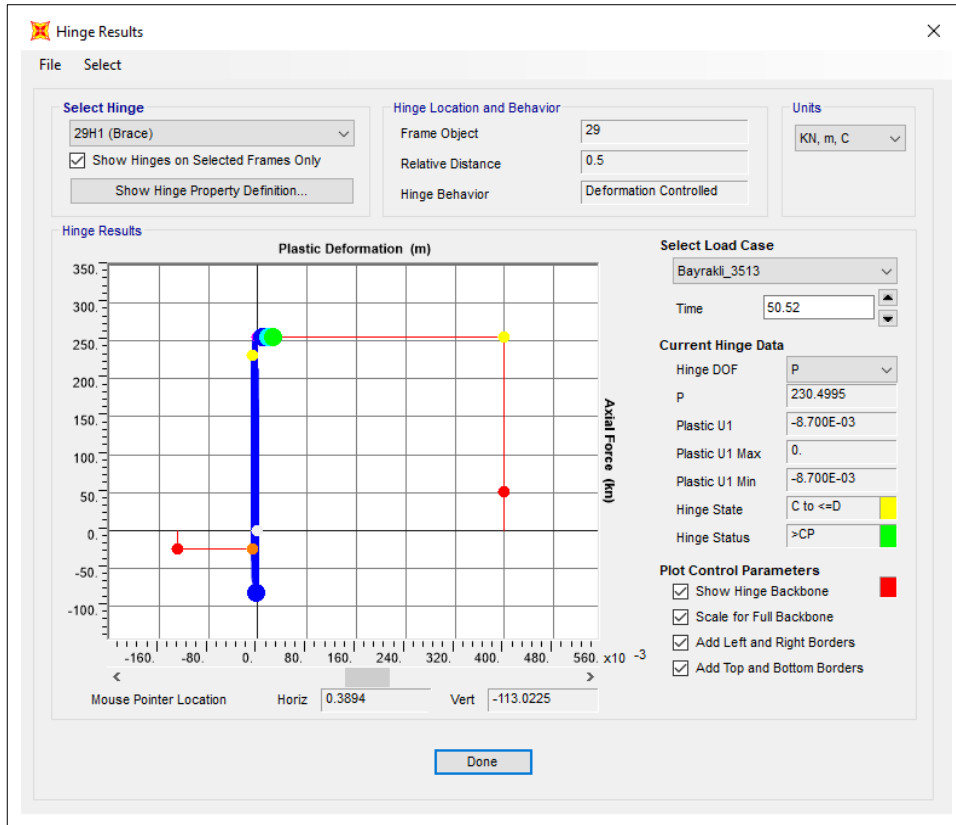 Hinge Results
File Select
Select Hinge
29H1 (Brace)
Show Hinges on Selected Frames Only
Show Hinge Property Definition...
Hinge Location and Behavior
Frame Object 29
Relative Distance 0.5
Hinge Behavior Deformation Controlled
Units
KN, m, C
Hinge Results
Plastic Deformation (m)
350.
300.
250.
200.
150.
100.
50.
0.
-50.
-100.
-160. -80. 0. 80. 160. 240. 320. 400. 480. 560. x10 -3
Axial Force (kn)
Mouse Pointer Location Horiz 0.3894 Vert -113.0225
Select Load Case
Bayrakli_3513
Time 50.52
Current Hinge Data
Hinge DOF P
P 230.4995
Plastic U1 -8.700E-03
Plastic U1 Max 0.
Plastic U1 Min -8.700E-03
Hinge State C to <=D
Hinge Status >CP
Plot Control Parameters
Show Hinge Backbone
Scale for Full Backbone
Add Left and Right Borders
Add Top and Bottom Borders
Done